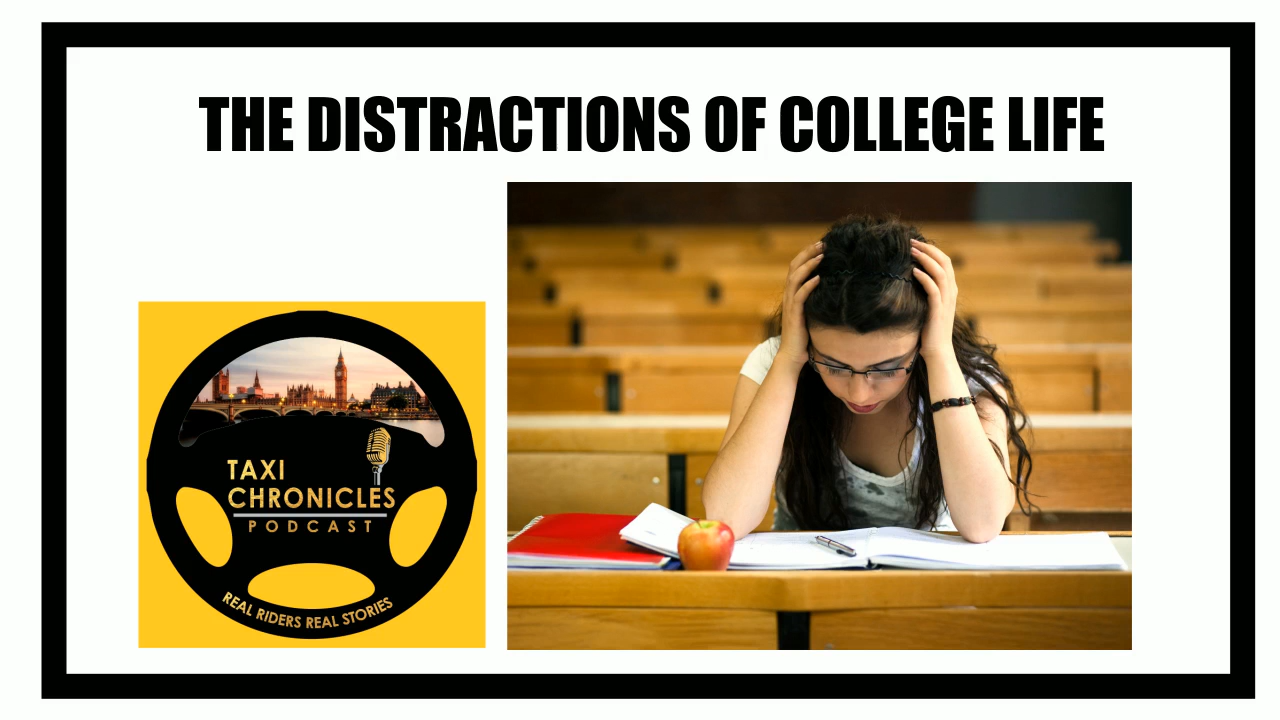 THE DISTRACTIONS OF COLLEGE LIFE
TAXI
CHRONICLES
PODCAST
REAL RIDERS REAL STORIES